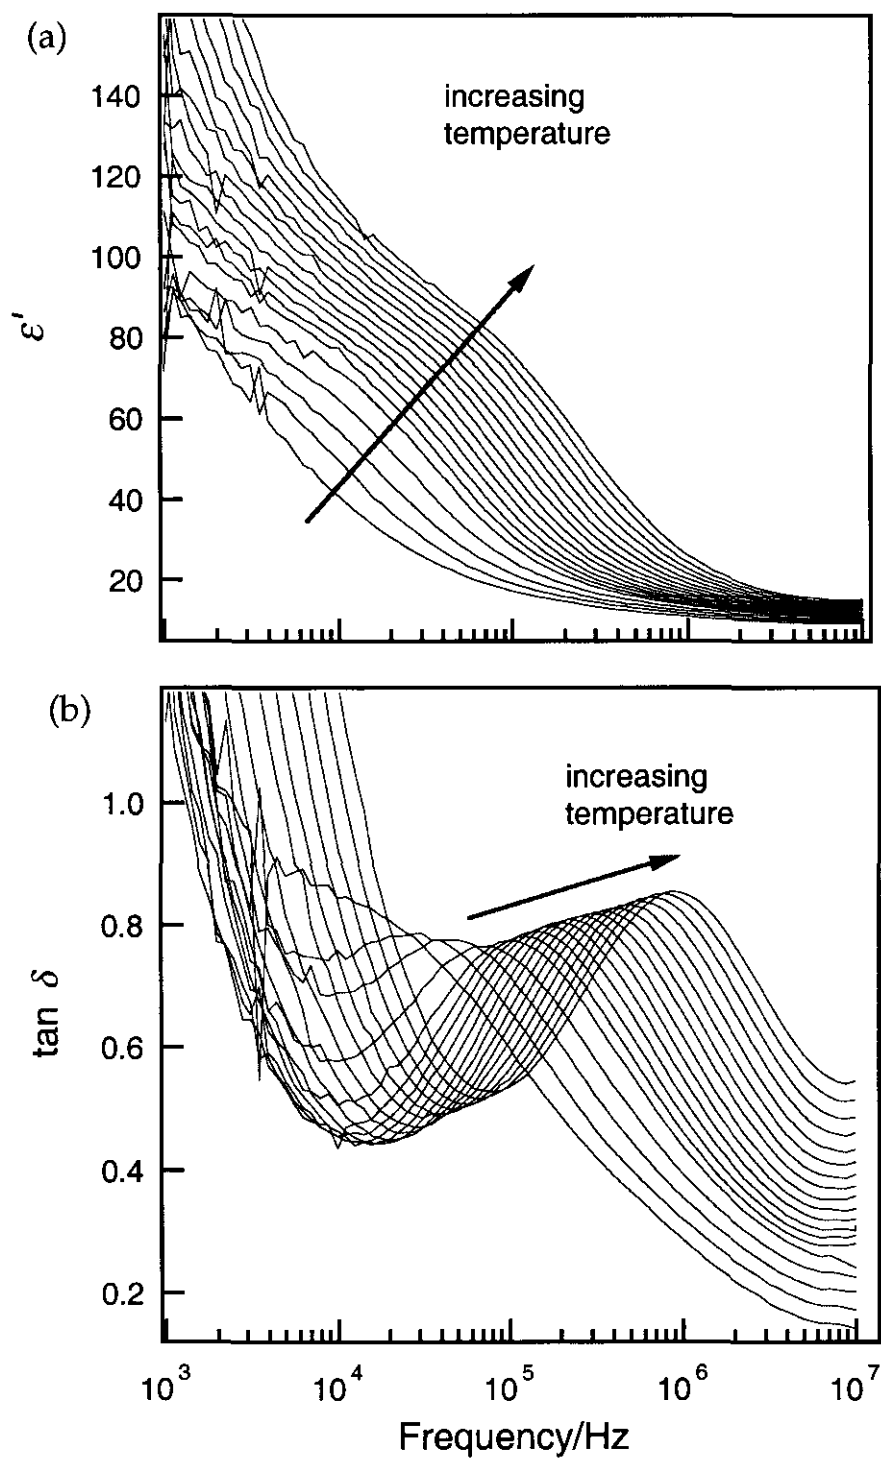 (a)
increasing
temperature
140
120
100
80
60
40
20
ε'
(b)
increasing
temperature
1.0
0.8
0.6
0.4
0.2
tan δ
10³ 10⁴ 10⁵ 10⁶ 10⁷
Frequency/Hz